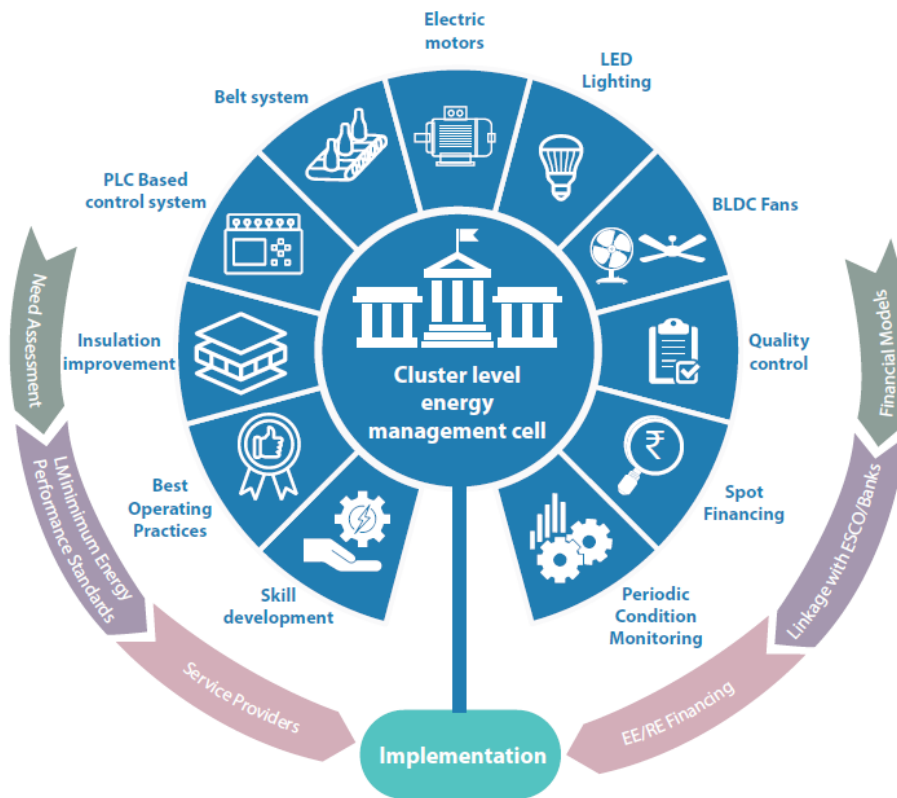 Electric
motors
LED
Lighting
Belt system
PLC Based
control system
BLDC Fans
Need Assessment
Financial Models
Insulation
improvement
Quality
control
Cluster level
energy
management cell
₹
LMinimimum Energy
Performance Standards
Linkage with ESCO/Banks
Best
Operating
Practices
Spot
Financing
Skill
development
Periodic
Condition
Monitoring
Service Providers
EE/RE Financing
Implementation